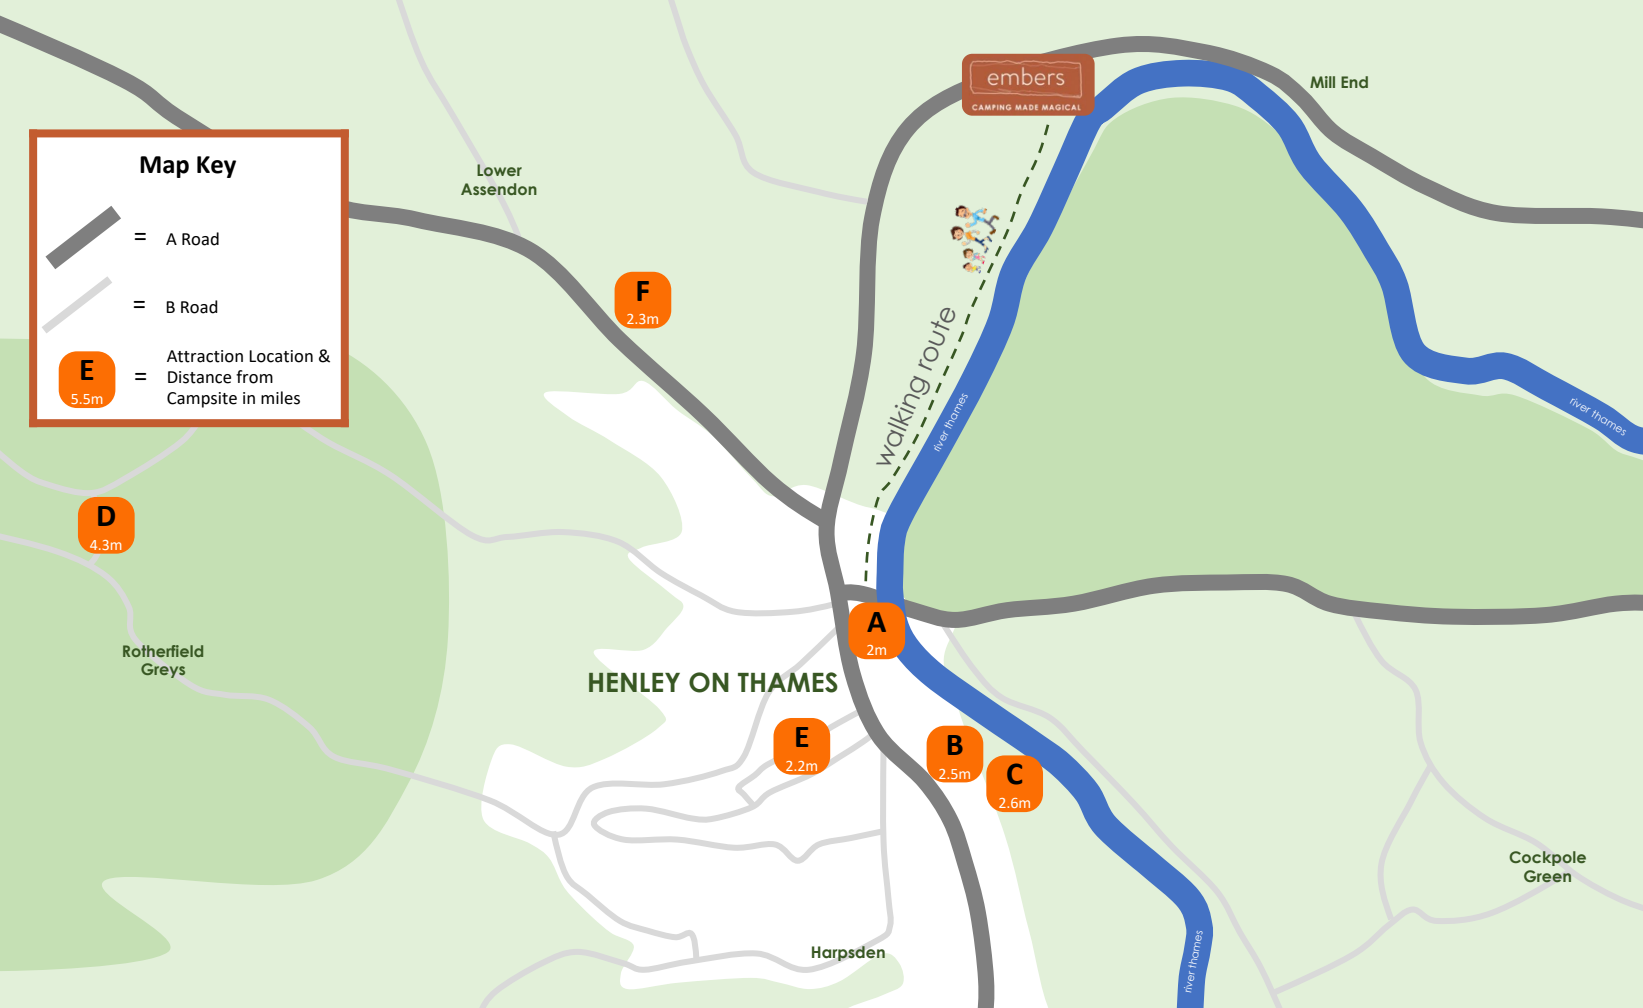 embers
CAMPING MADE MAGICAL
Mill End
Map Key
= A Road
= B Road
E
5.5m
=
Attraction Location &
Distance from
Campsite in miles
Lower
Assendon
F
2.3m
walking route
river thames
river thames
D
4.3m
Rotherfield
Greys
A
2m
HENLEY ON THAMES
E
2.2m
B
2.5m
C
2.6m
Cockpole
Green
Harpsden
river thames